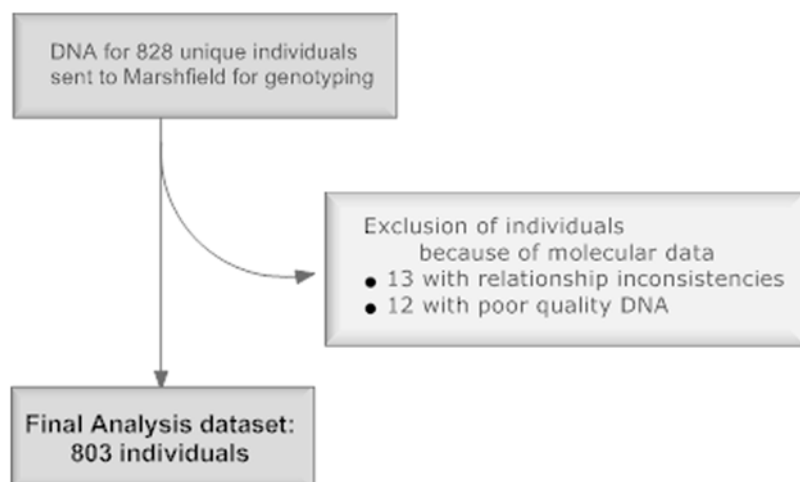 DNA for 828 unique individuals
sent to Marshfield for genotyping
Exclusion of individuals
because of molecular data
● 13 with relationship inconsistencies
● 12 with poor quality DNA
Final Analysis dataset:
803 individuals